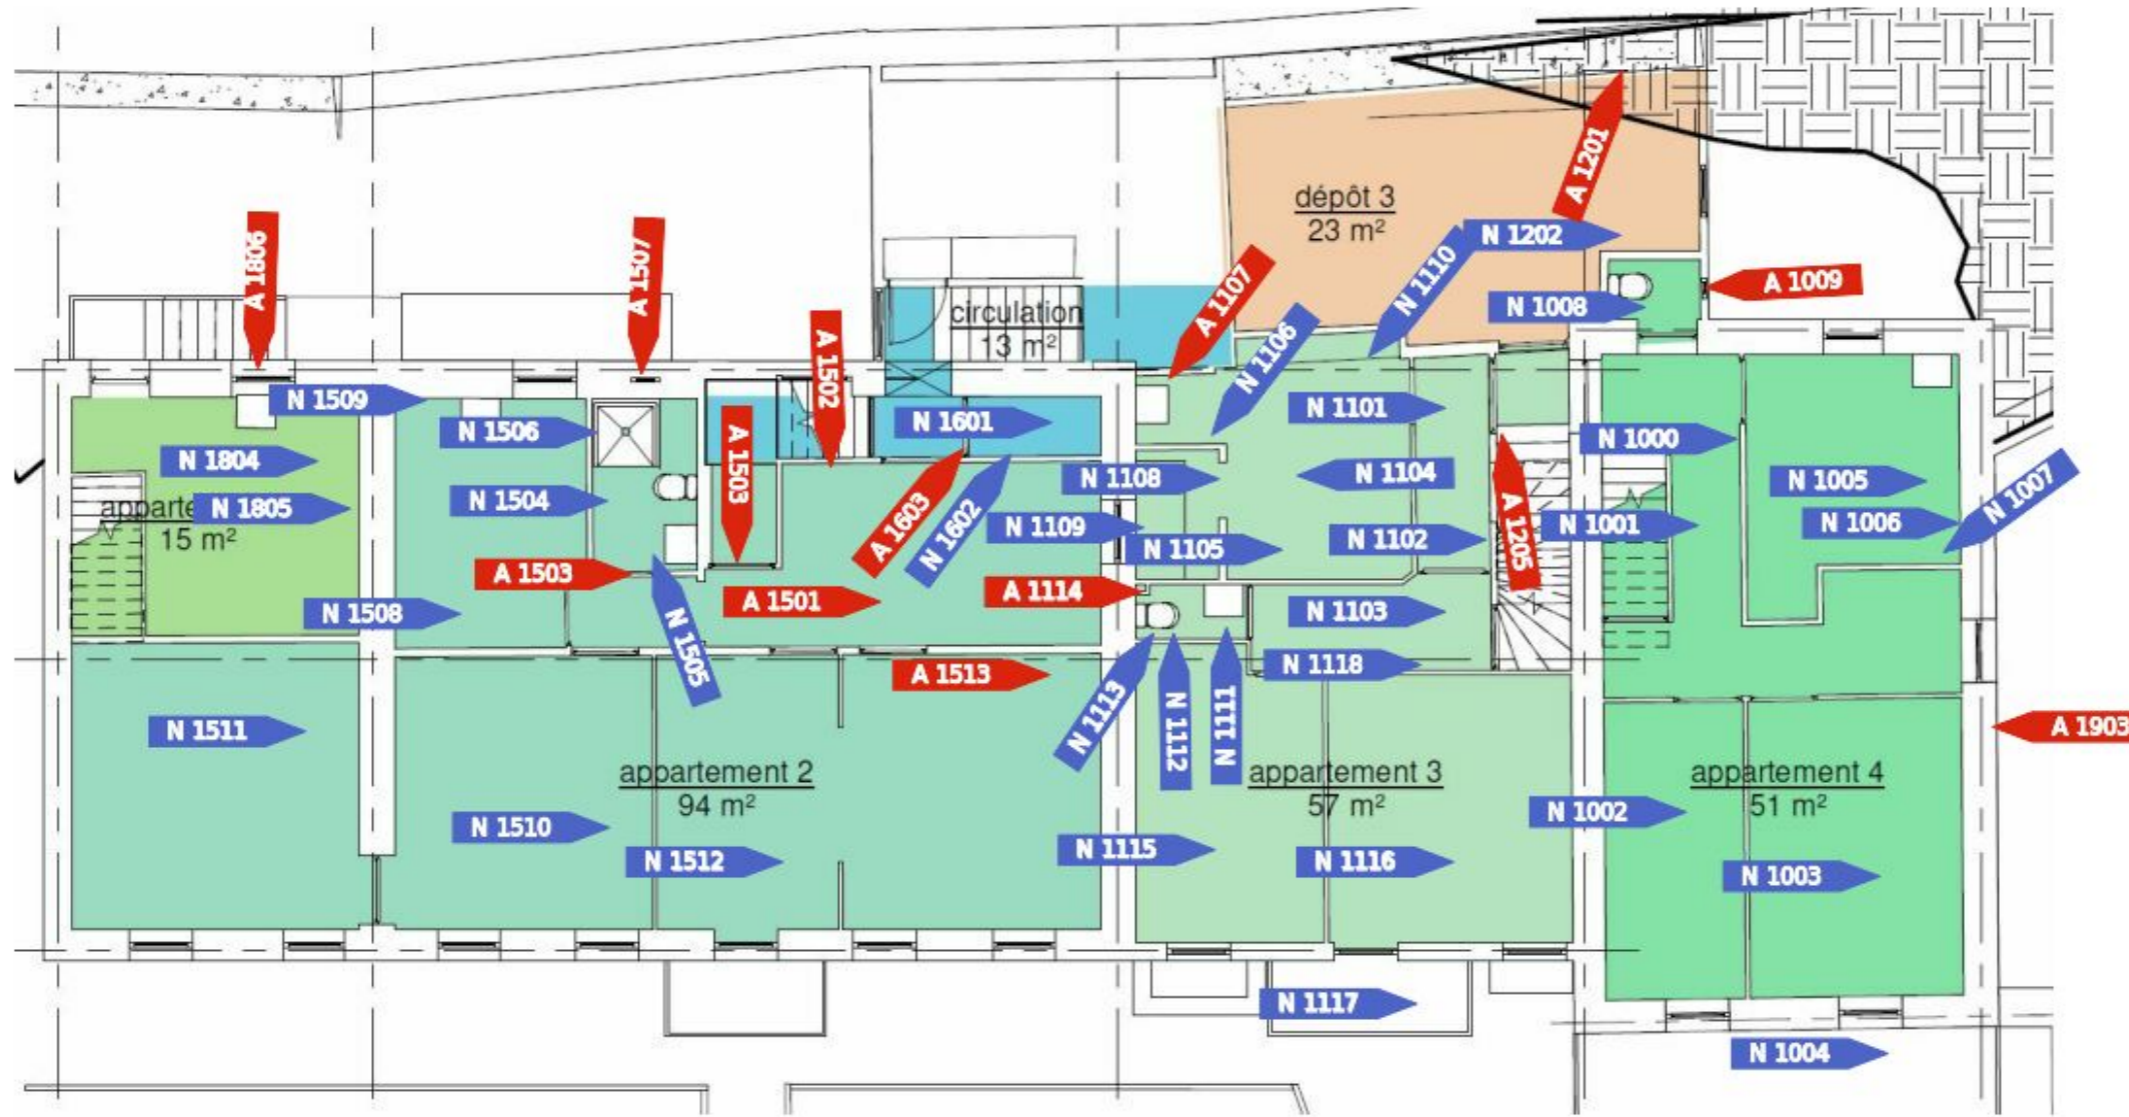 A 1806
A 1507
A 1502
A 1107
N 1110
A 1201
dépôt 3
23 m²
N 1202
N 1008
A 1009
circulation
13 m²
N 1106
N 1509
N 1506
A 1503
N 1601
N 1101
N 1000
N 1804
N 1504
N 1108
N 1104
N 1005
N 1007
apparte
N 1805
15 m²
A 1603
N 1602
N 1109
N 1105
N 1102
A 1205
N 1001
N 1006
A 1503
N 1508
N 1505
A 1501
A 1114
N 1103
N 1118
A 1513
N 1113
N 1112
N 1111
N 1511
A 1903
appartement 2
94 m²
appartement 3
57 m²
appartement 4
51 m²
N 1510
N 1512
N 1115
N 1116
N 1002
N 1003
N 1117
N 1004